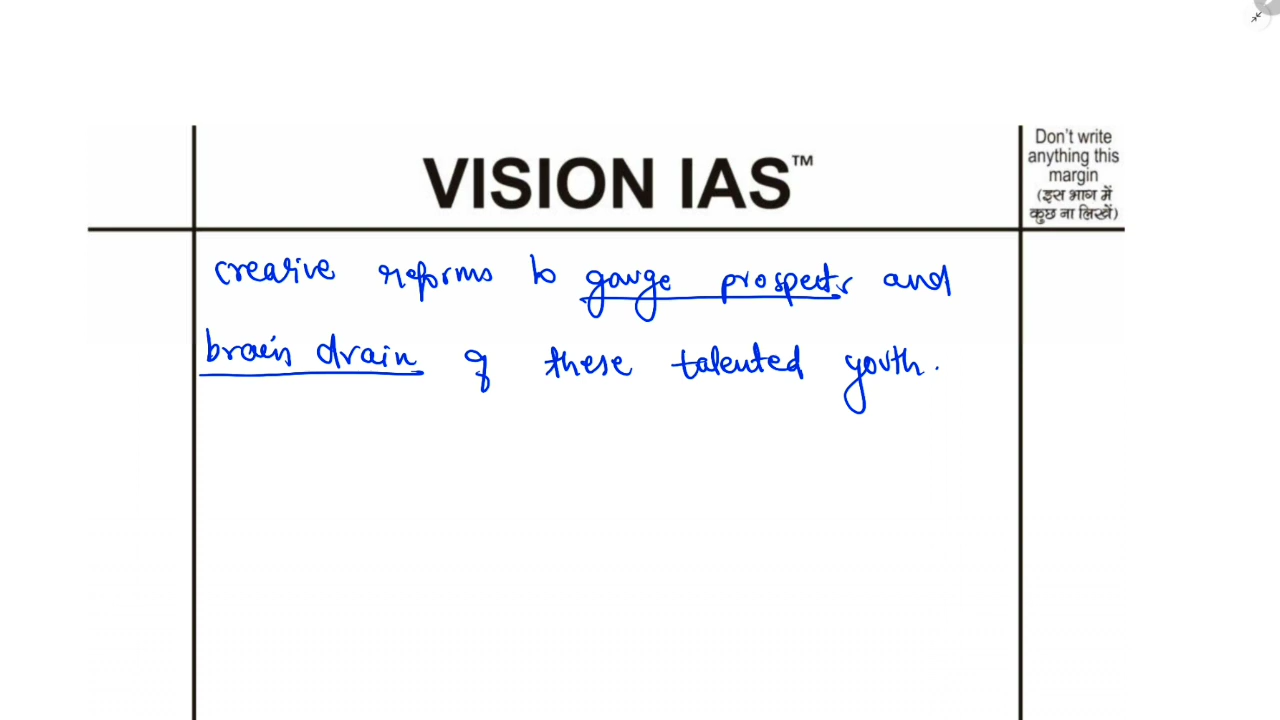 VISION IAS™
Don't write
anything this
margin
(इस भाग में
कुछ ना लिखें)
creative reforms to gauge prospects and
brain drain of these talented youth.